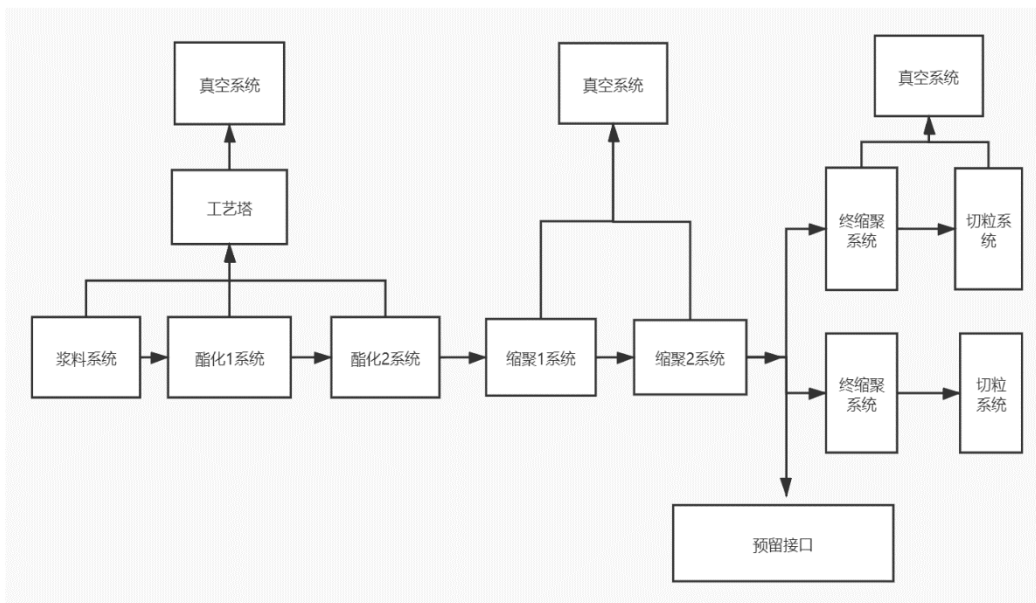 真空系统
真空系统
真空系统
工艺塔
终缩聚
系统
切粒系
统
浆料系统
酯化1系统
酯化2系统
缩聚1系统
缩聚2系统
终缩聚
系统
切粒
系统
预留接口